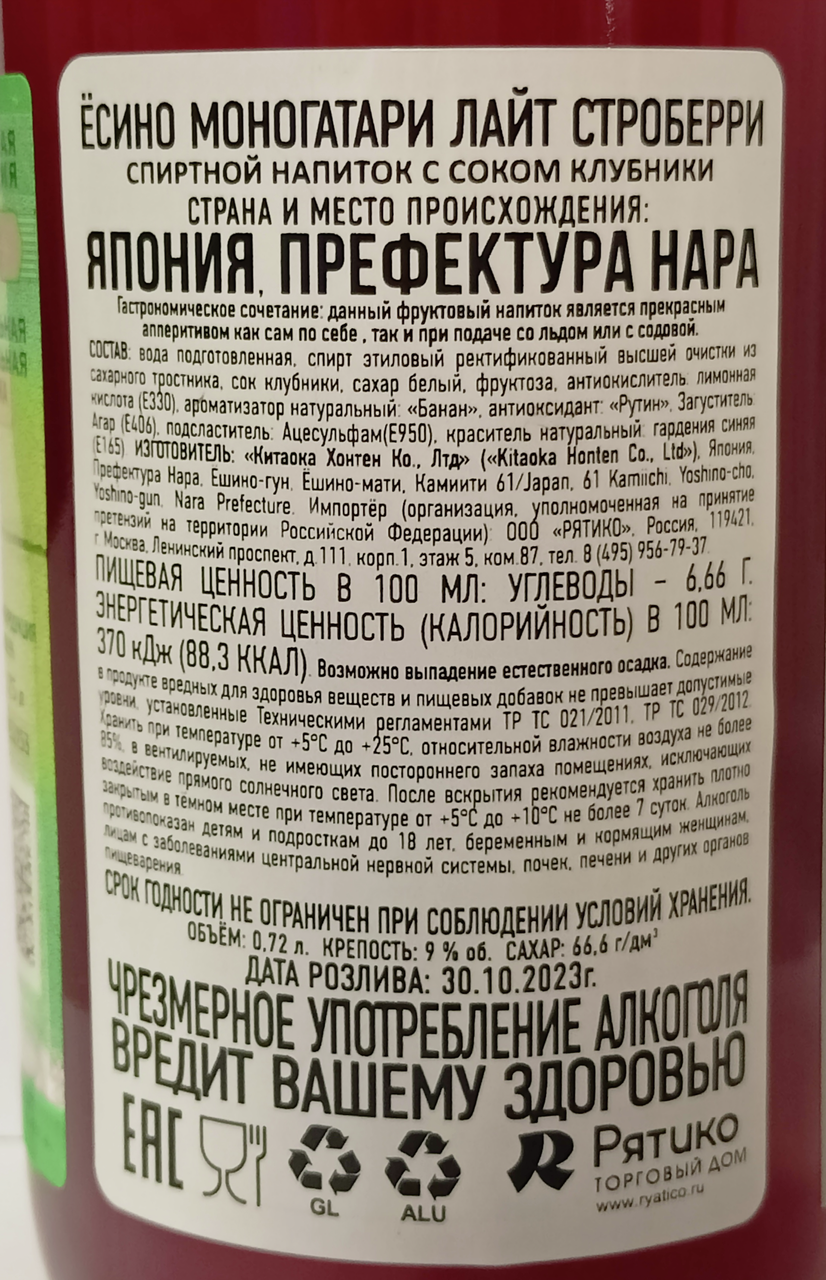 ЁСИНО МОНОГАТАРИ ЛАЙТ СТРОБЕРРИ
СПИРТНОЙ НАПИТОК С СОКОМ КЛУБНИКИ
СТРАНА И МЕСТО ПРОИСХОЖДЕНИЯ:
ЯПОНИЯ, ПРЕФЕКТУРА НАРА
Гастрономическое сочетание: данный фруктовый напиток является прекрасным
апперитивом как сам по себе , так и при подаче со льдом или с содовой.
СОСТАВ: вода подготовленная, спирт этиловый ректификованный высшей очистки из
сахарного тростника, сок клубники, сахар белый, фруктоза, антиокислитель: лимонная
кислота (Е330), ароматизатор натуральный: «Банан», антиоксидант: «Рутин», Загуститель
Агар (Е406), подсластитель: Ацесульфам(Е950), краситель натуральный: гардения синяя
(Е165) ИЗГОТОВИТЕЛЬ: «Китаока Хонтен Ко., Лтд» («Kitaoka Honten Co., Ltd»), Япония,
Префектура Нара, Ёшино-гун, Ёшино-мати, Камиити 61/Japan, 61 Kamiichi, Yoshino-cho,
Yoshino-gun, Nara Prefecture. Импортёр (организация, уполномоченная на принятие
претензий на территории Российской Федерации): ООО «РЯТИКО», Россия, 119421,
г Москва, Ленинский проспект, д.111, корп.1, этаж 5, ком.87, тел. 8 (495) 956-79-37.
ПИЩЕВАЯ ЦЕННОСТЬ В 100 МЛ: УГЛЕВОДЫ – 6,66 Г.
ЭНЕРГЕТИЧЕСКАЯ ЦЕННОСТЬ (КАЛОРИЙНОСТЬ) В 100 МЛ:
370 кДж (88,3 ККАЛ). Возможно выпадение естественного осадка. Содержание
в продукте вредных для здоровья веществ и пищевых добавок не превышает допустимые
уровни, установленные Техническими регламентами ТР ТС 021/2011, ТР ТС 029/2012.
Хранить при температуре от +5°С до +25°С, относительной влажности воздуха не более
85%, в вентилируемых, не имеющих постороннего запаха помещениях, исключающих
воздействие прямого солнечного света. После вскрытия рекомендуется хранить плотно
закрытым в тёмном месте при температуре от +5°С до +10°С не более 7 суток. Алкоголь
противопоказан детям и подросткам до 18 лет, беременным и кормящим женщинам,
лицам с заболеваниями центральной нервной системы, почек, печени и других органов
пищеварения.
СРОК ГОДНОСТИ НЕ ОГРАНИЧЕН ПРИ СОБЛЮДЕНИИ УСЛОВИЙ ХРАНЕНИЯ.
ОБЪЁМ: 0,72 л. КРЕПОСТЬ: 9 % об. САХАР: 66,6 г/дм³
ДАТА РОЗЛИВА: 30.10.2023г.
ЧРЕЗМЕРНОЕ УПОТРЕБЛЕНИЕ АЛКОГОЛЯ
ВРЕДИТ ВАШЕМУ ЗДОРОВЬЮ
ЕАС
GL
ALU
РЯТИКО
ТОРГОВЫЙ ДОМ
www.ryatico.ru